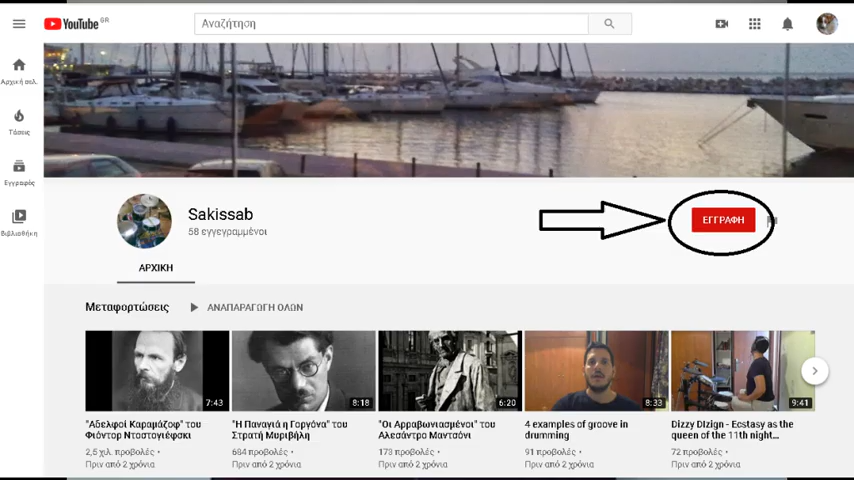 YouTube GR
Αναζήτηση
Αρχική σελ.
Τάσεις
Εγγραφές
Βιβλιοθήκη
Sakissab
58 εγγεγραμμένοι
ΕΓΓΡΑΦΗ
ΑΡΧΙΚΗ
Μεταφορτώσεις ΑΝΑΠΑΡΑΓΩΓΗ ΟΛΩΝ
7:43
"Αδελφοί Καραμάζοφ" του
Φιόντορ Ντοστογιέφσκι
2,5 χιλ. προβολές •
Πριν από 2 χρόνια
8:18
"Η Παναγιά η Γοργόνα" του
Στρατή Μυριβήλη
684 προβολές •
Πριν από 2 χρόνια
6:20
"Οι Αρραβωνιασμένοι" του
Αλεσάντρο Μαντσόνι
173 προβολές •
Πριν από 2 χρόνια
8:33
4 examples of groove in
drumming
91 προβολές •
Πριν από 2 χρόνια
9:41
Dizzy DIzign - Ecstasy as the
queen of the 11th night...
72 προβολές •
Πριν από 2 χρόνια